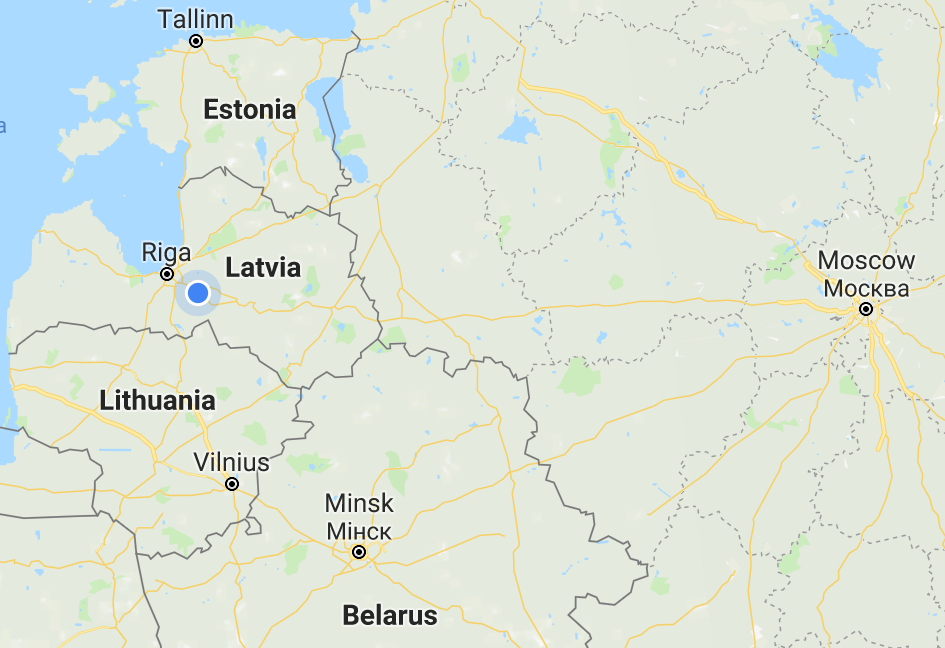 Tallinn
Estonia
a
Riga
Latvia
Moscow
Москва
Lithuania
Vilnius
Minsk
Мінск
Belarus